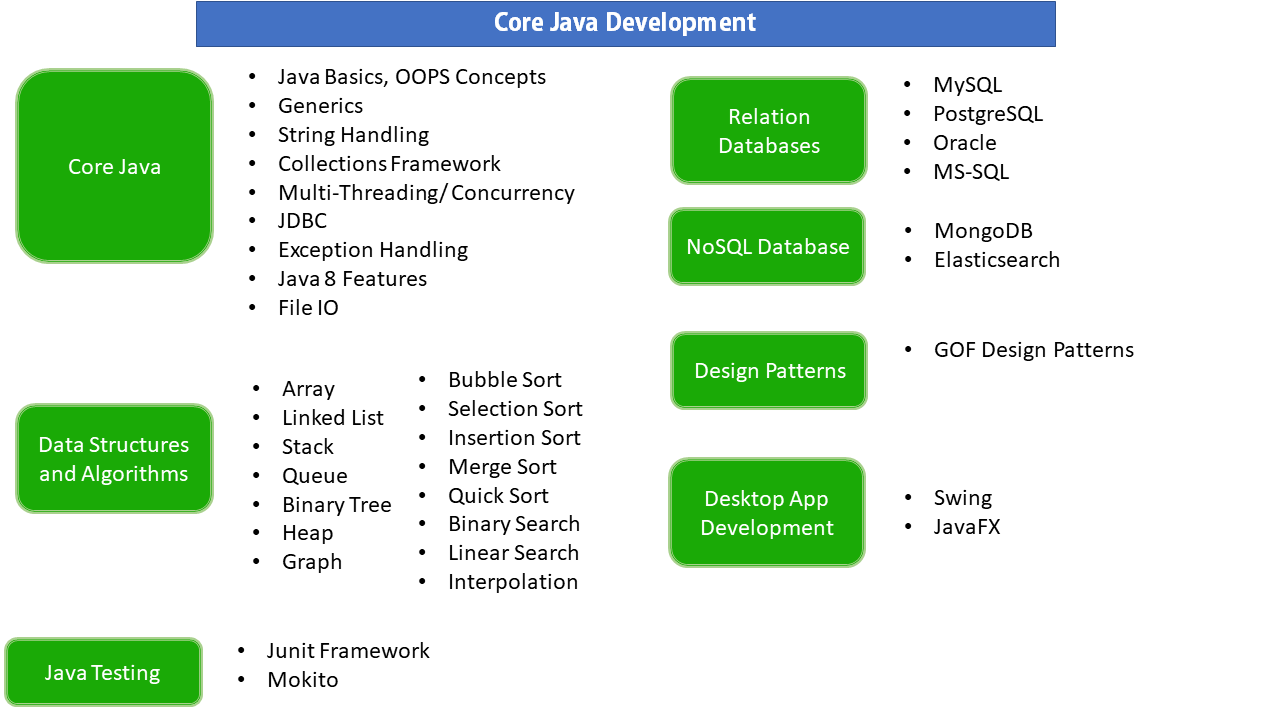 Core Java Development
Core Java
• Java Basics, OOPS Concepts
• Generics
• String Handling
• Collections Framework
• Multi-Threading/ Concurrency
• JDBC
• Exception Handling
• Java 8 Features
• File IO
Data Structures
and Algorithms
• Array
• Linked List
• Stack
• Queue
• Binary Tree
• Heap
• Graph
• Bubble Sort
• Selection Sort
• Insertion Sort
• Merge Sort
• Quick Sort
• Binary Search
• Linear Search
• Interpolation
Java Testing
• Junit Framework
• Mokito
Relation
Databases
• MySQL
• PostgreSQL
• Oracle
• MS-SQL
NoSQL Database
• MongoDB
• Elasticsearch
Design Patterns
• GOF Design Patterns
Desktop App
Development
• Swing
• JavaFX